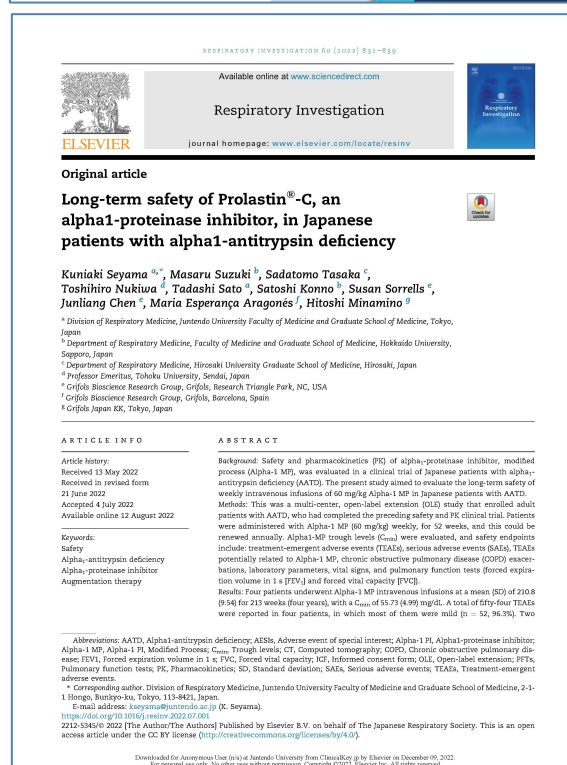 RESPIRATORY INVESTIGATION 60 (2022) 831–839
Available online at www.sciencedirect.com
Respiratory Investigation
journal homepage: www.elsevier.com/locate/resinv
ELSEVIER
Respiratory
Investigation
Original article
Long-term safety of Prolastin®-C, an
alpha1-proteinase inhibitor, in Japanese
patients with alpha1-antitrypsin deficiency
Check for
updates
Kuniaki Seyama a,*, Masaru Suzuki b, Sadatomo Tasaka c,
Toshihiro Nukiwa d, Tadashi Sato a, Satoshi Konno b, Susan Sorrells e,
Junliang Chen e, Maria Esperança Aragonés f, Hitoshi Minamino g
a Division of Respiratory Medicine, Juntendo University Faculty of Medicine and Graduate School of Medicine, Tokyo,
Japan
b Department of Respiratory Medicine, Faculty of Medicine and Graduate School of Medicine, Hokkaido University,
Sapporo, Japan
c Department of Respiratory Medicine, Hirosaki University Graduate School of Medicine, Hirosaki, Japan
d Professor Emeritus, Tohoku University, Sendai, Japan
e Grifols Bioscience Research Group, Grifols, Research Triangle Park, NC, USA
f Grifols Bioscience Research Group, Grifols, Barcelona, Spain
g Grifols Japan KK, Tokyo, Japan
ARTICLE INFO
Article history:
Received 13 May 2022
Received in revised form
21 June 2022
Accepted 4 July 2022
Available online 12 August 2022
Keywords:
Safety
Alpha1-antitrypsin deficiency
Alpha1-proteinase inhibitor
Augmentation therapy
ABSTRACT
Background: Safety and pharmacokinetics (PK) of alpha1-proteinase inhibitor, modified
process (Alpha-1 MP), was evaluated in a clinical trial of Japanese patients with alpha1-
antitrypsin deficiency (AATD). The present study aimed to evaluate the long-term safety of
weekly intravenous infusions of 60 mg/kg Alpha-1 MP in Japanese patients with AATD.
Methods: This was a multi-center, open-label extension (OLE) study that enrolled adult
patients with AATD, who had completed the preceding safety and PK clinical trial. Patients
were administered with Alpha-1 MP (60 mg/kg) weekly, for 52 weeks, and this could be
renewed annually. Alpha1-MP trough levels (Cmin) were evaluated, and safety endpoints
include: treatment-emergent adverse events (TEAEs), serious adverse events (SAEs), TEAEs
potentially related to Alpha-1 MP, chronic obstructive pulmonary disease (COPD) exacer-
bations, laboratory parameters, vital signs, and pulmonary function tests (forced expira-
tion volume in 1 s [FEV1] and forced vital capacity [FVC]).
Results: Four patients underwent Alpha-1 MP intravenous infusions at a mean (SD) of 210.8
(9.54) for 213 weeks (four years), with a Cmin of 55.73 (4.99) mg/dL. A total of fifty-four TEAEs
were reported in four patients, in which most of them were mild (n = 52, 96.3%). Two
Abbreviations: AATD, Alpha1-antitrypsin deficiency; AESIs, Adverse event of special interest; Alpha-1 PI, Alpha1-proteinase inhibitor;
Alpha-1 MP, Alpha-1 PI, Modified Process; Cmin, Trough levels; CT, Computed tomography; COPD, Chronic obstructive pulmonary dis-
ease; FEV1, Forced expiration volume in 1 s; FVC, Forced vital capacity; ICF, Informed consent form; OLE, Open-label extension; PFTs,
Pulmonary function tests; PK, Pharmacokinetics; SD, Standard deviation; SAEs, Serious adverse events; TEAEs, Treatment-emergent
adverse events.
* Corresponding author. Division of Respiratory Medicine, Juntendo University Faculty of Medicine and Graduate School of Medicine, 2-1-
1 Hongo, Bunkyo-ku, Tokyo, 113-8421, Japan.
E-mail address: kseyama@juntendo.ac.jp (K. Seyama).
https://doi.org/10.1016/j.resinv.2022.07.001
2212-5345/© 2022 [The Author/The Authors] Published by Elsevier B.V. on behalf of The Japanese Respiratory Society. This is an open
access article under the CC BY license (http://creativecommons.org/licenses/by/4.0/).
Downloaded for Anonymous User (n/a) at Juntendo University from ClinicalKey.jp by Elsevier on December 09, 2022.
For personal use only. No other uses without permission. Copyright ©2022. Elsevier Inc. All rights reserved.